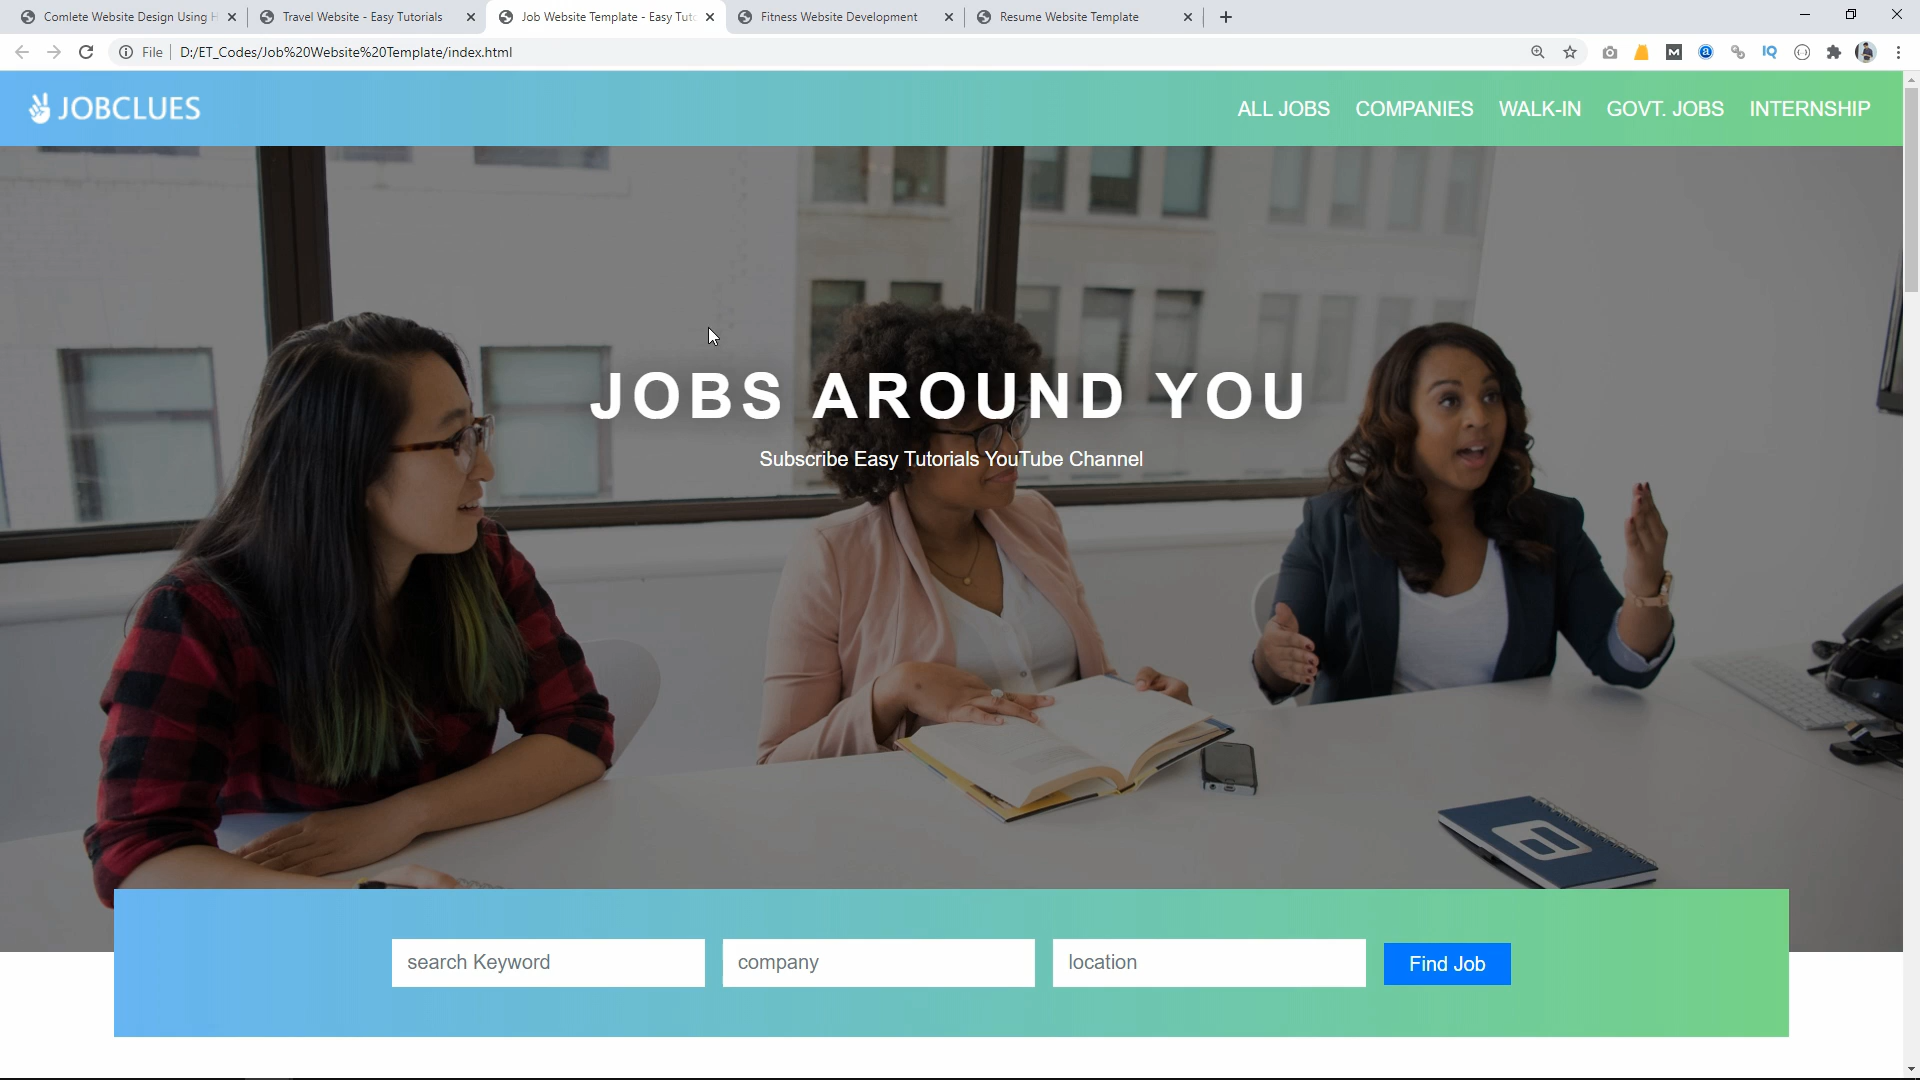 Comlete Website Design Using H
Travel Website - Easy Tutorials
Job Website Template - Easy Tuto
Fitness Website Development
Resume Website Template
File
D:/ET_Codes/Job%20Website%20Template/index.html
JOBCLUES
ALL JOBS
COMPANIES
WALK-IN
GOVT. JOBS
INTERNSHIP
JOBS AROUND YOU
Subscribe Easy Tutorials YouTube Channel
search Keyword
company
location
Find Job